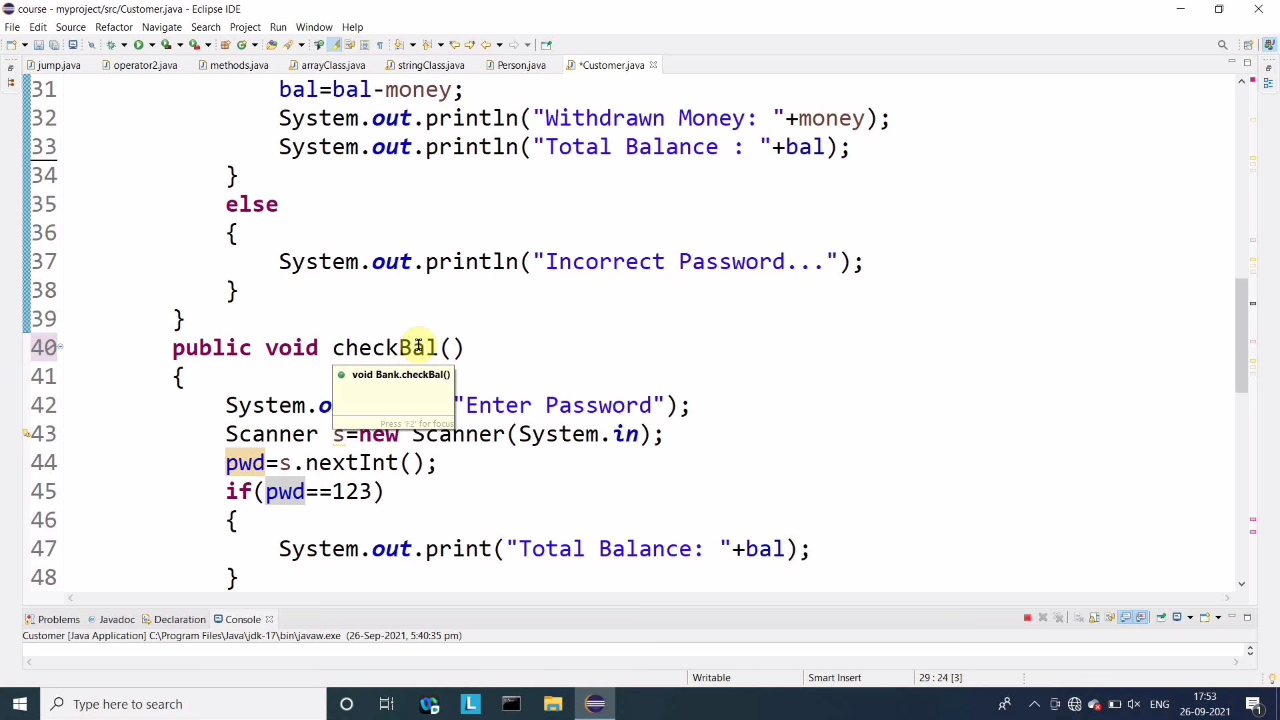 course - myproject/src/Customer.java - Eclipse IDE
File Edit Source Refactor Navigate Search Project Run Window Help
jump.java operator2.java methods.java arrayClass.java stringClass.java Person.java *Customer.java
31 bal=bal-money;
32 System.out.println("Withdrawn Money: "+money);
33 System.out.println("Total Balance : "+bal);
34 }
35 else
36 {
37 System.out.println("Incorrect Password...");
38 }
39 }
40 public void checkBal()
41 {
void Bank.checkBal()
42 System.o "Enter Password");
Press 'F2' for focus
43 Scanner s=new Scanner(System.in);
44 pwd=s.nextInt();
45 if(pwd==123)
46 {
47 System.out.print("Total Balance: "+bal);
48 }
Problems Javadoc Declaration Console
Customer [Java Application] C:\Program Files\Java\jdk-17\bin\javaw.exe (26-Sep-2021, 5:40:35 pm)
Writable Smart Insert 29 : 24 [3]
Type here to search
17:53
26-09-2021